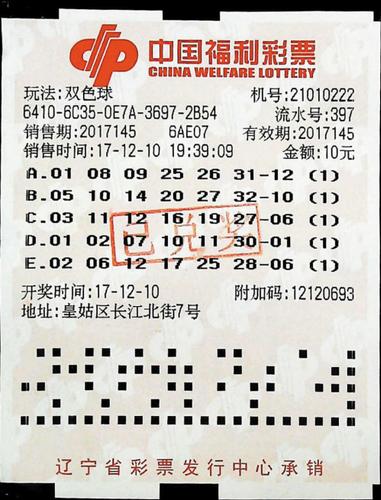 中国福利彩票
CHINA WELFARE LOTTERY
玩法:双色球 机号:21010222
6410-6C35-0E7A-3697-2B54 流水号:397
销售期:2017145 6AE07 有效期:2017145
销售时间:17-12-10 19:39:09 金额:10元
A.01 08 09 25 26 31-12 (1)
B.05 10 14 20 27 32-10 (1)
C.03 11 12 16 19 27-06 (1)
D.01 02 07 10 11 30-01 (1)
E.02 06 12 17 25 28-06 (1)
已兑奖
开奖时间:17-12-10 附加码:12120693
地址:皇姑区长江北街7号
辽宁省彩票发行中心承销